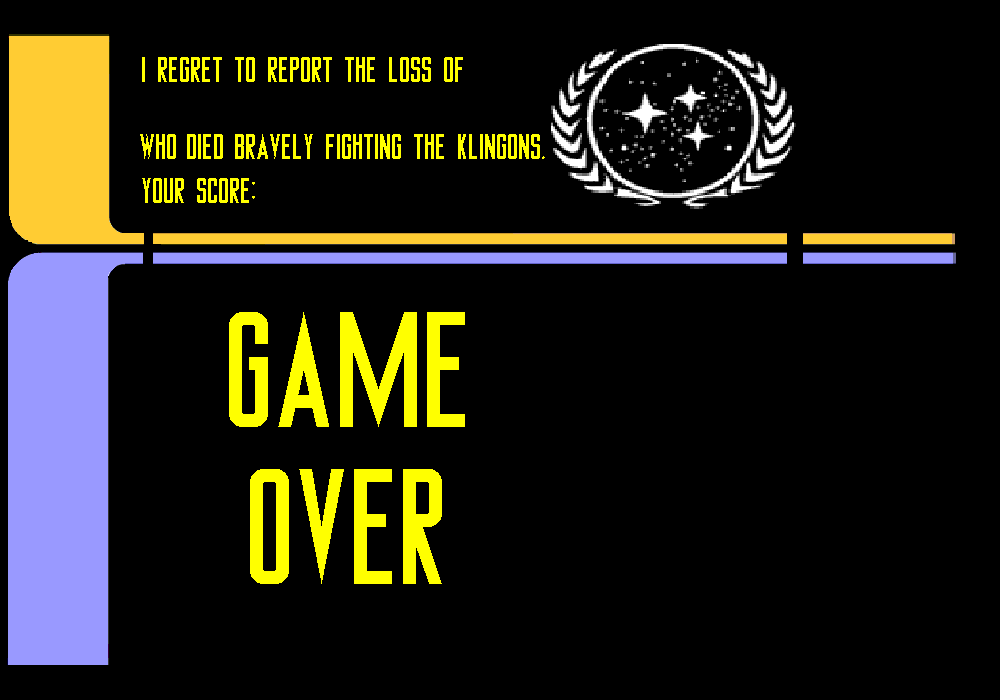 I REGRET TO REPORT THE LOSS OF
WHO DIED BRAVELY FIGHTING THE KLINGONS.
YOUR SCORE:
GAME
OVER